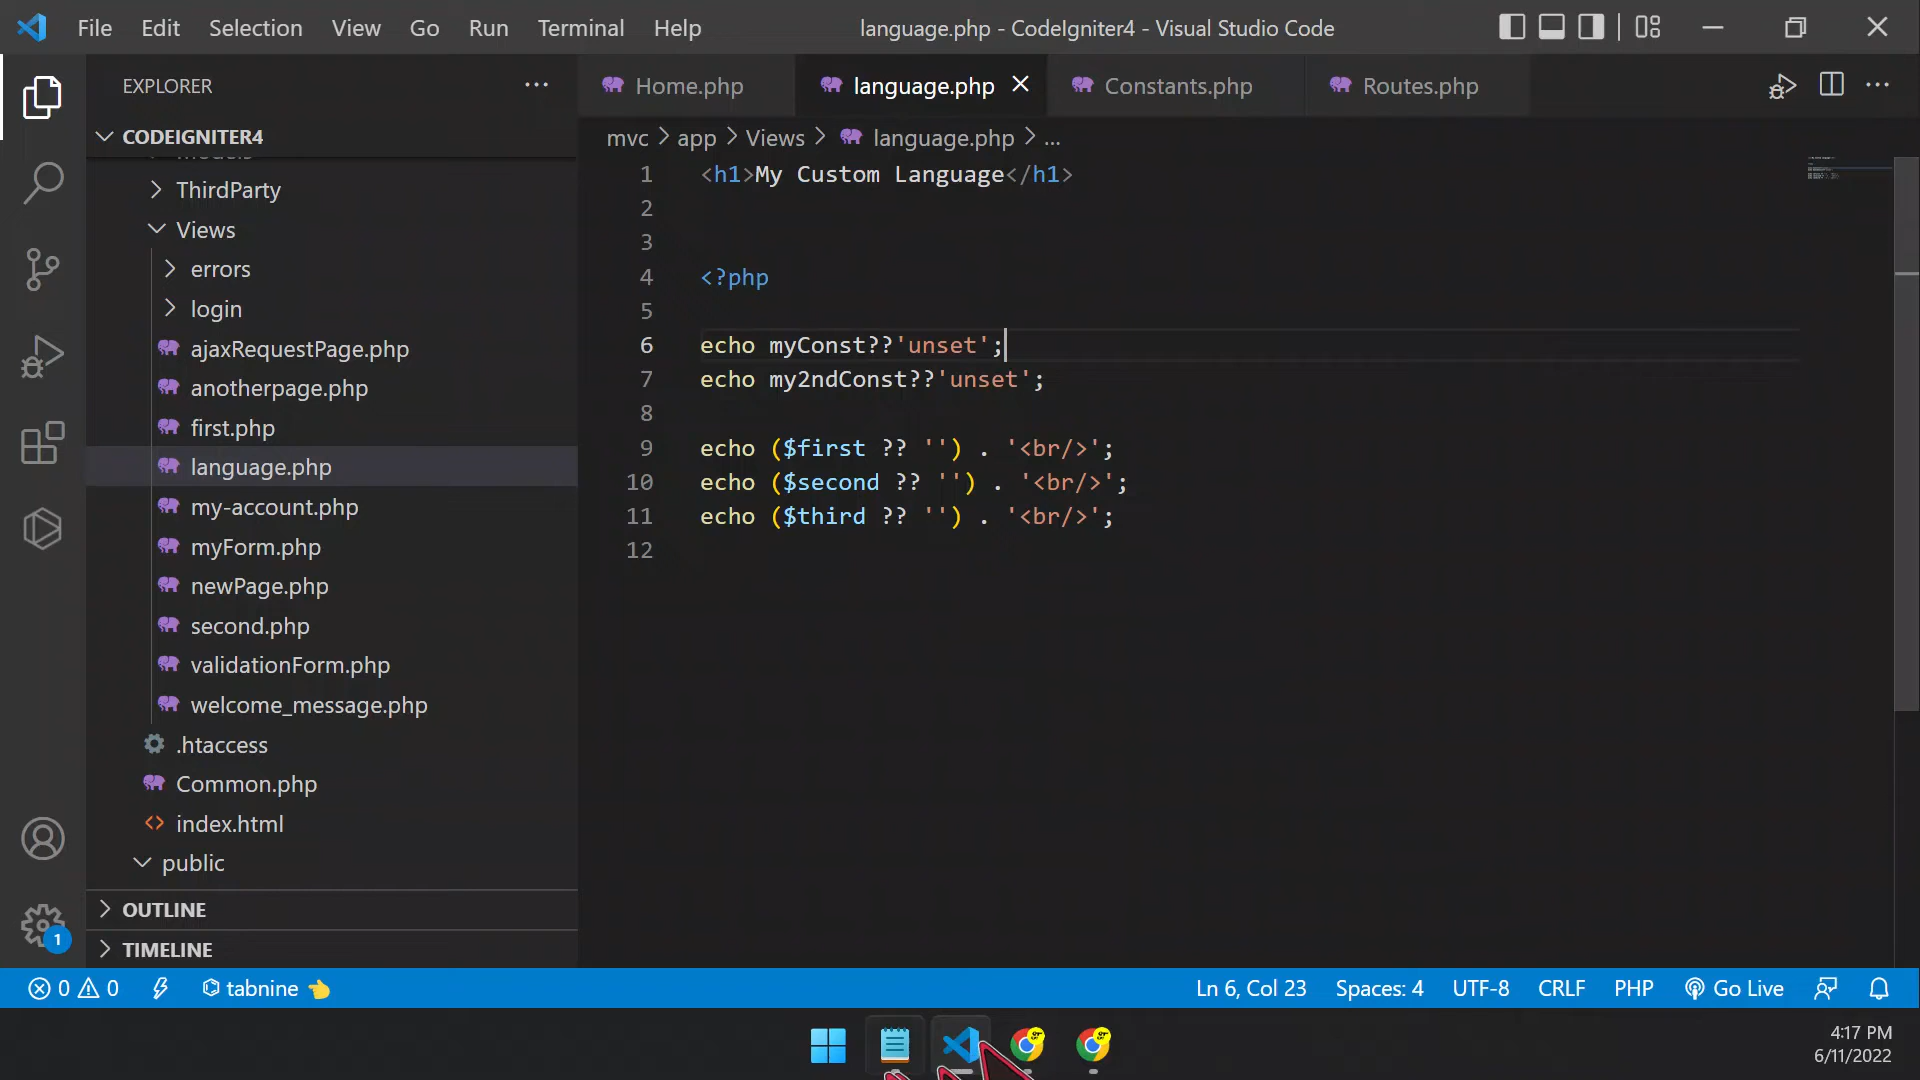 File Edit Selection View Go Run Terminal Help
language.php - CodeIgniter4 - Visual Studio Code
EXPLORER
Home.php
language.php
Constants.php
Routes.php
CODEIGNITER4
mvc > app > Views > language.php > ...
ThirdParty
Views
errors
login
ajaxRequestPage.php
anotherpage.php
first.php
language.php
my-account.php
myForm.php
newPage.php
second.php
validationForm.php
welcome_message.php
.htaccess
Common.php
index.html
public
OUTLINE
TIMELINE
1 <h1>My Custom Language</h1>
2
3
4 <?php
5
6 echo myConst??'unset';
7 echo my2ndConst??'unset';
8
9 echo ($first ?? '') . '<br/>';
10 echo ($second ?? '') . '<br/>';
11 echo ($third ?? '') . '<br/>';
12
1
0 0 tabnine
Ln 6, Col 23 Spaces: 4 UTF-8 CRLF PHP Go Live
4:17 PM
6/11/2022